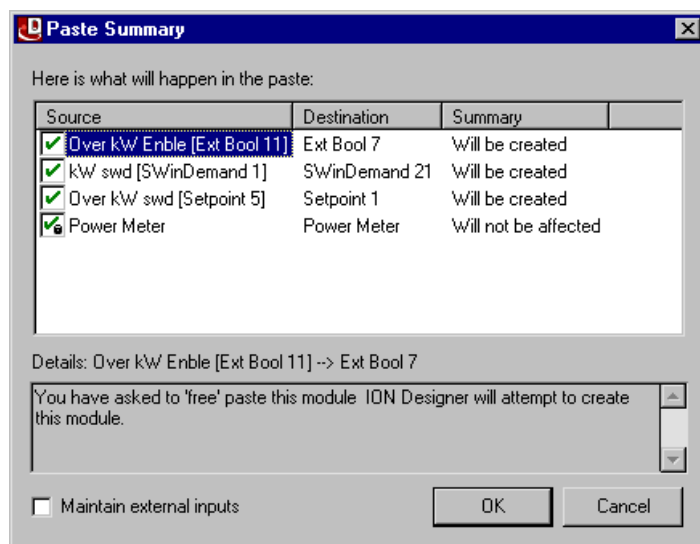 Paste Summary
Here is what will happen in the paste:
Source Destination Summary
Over kW Enble [Ext Bool 11] Ext Bool 7 Will be created
kW swd [SWinDemand 1] SWinDemand 21 Will be created
Over kW swd [Setpoint 5] Setpoint 1 Will be created
Power Meter Power Meter Will not be affected
Details: Over kW Enble [Ext Bool 11] --> Ext Bool 7
You have asked to 'free' paste this module ION Designer will attempt to create
this module.
Maintain external inputs OK Cancel